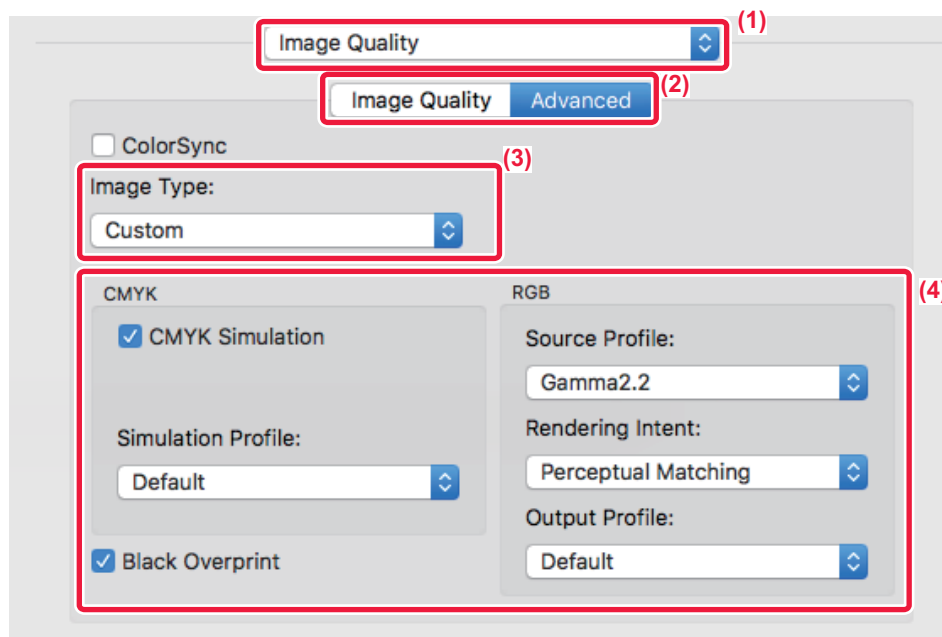 (1)
Image Quality
(2)
Image Quality Advanced
ColorSync
(3)
Image Type:
Custom
(4)
CMYK
CMYK Simulation
Simulation Profile:
Default
Black Overprint
RGB
Source Profile:
Gamma2.2
Rendering Intent:
Perceptual Matching
Output Profile:
Default